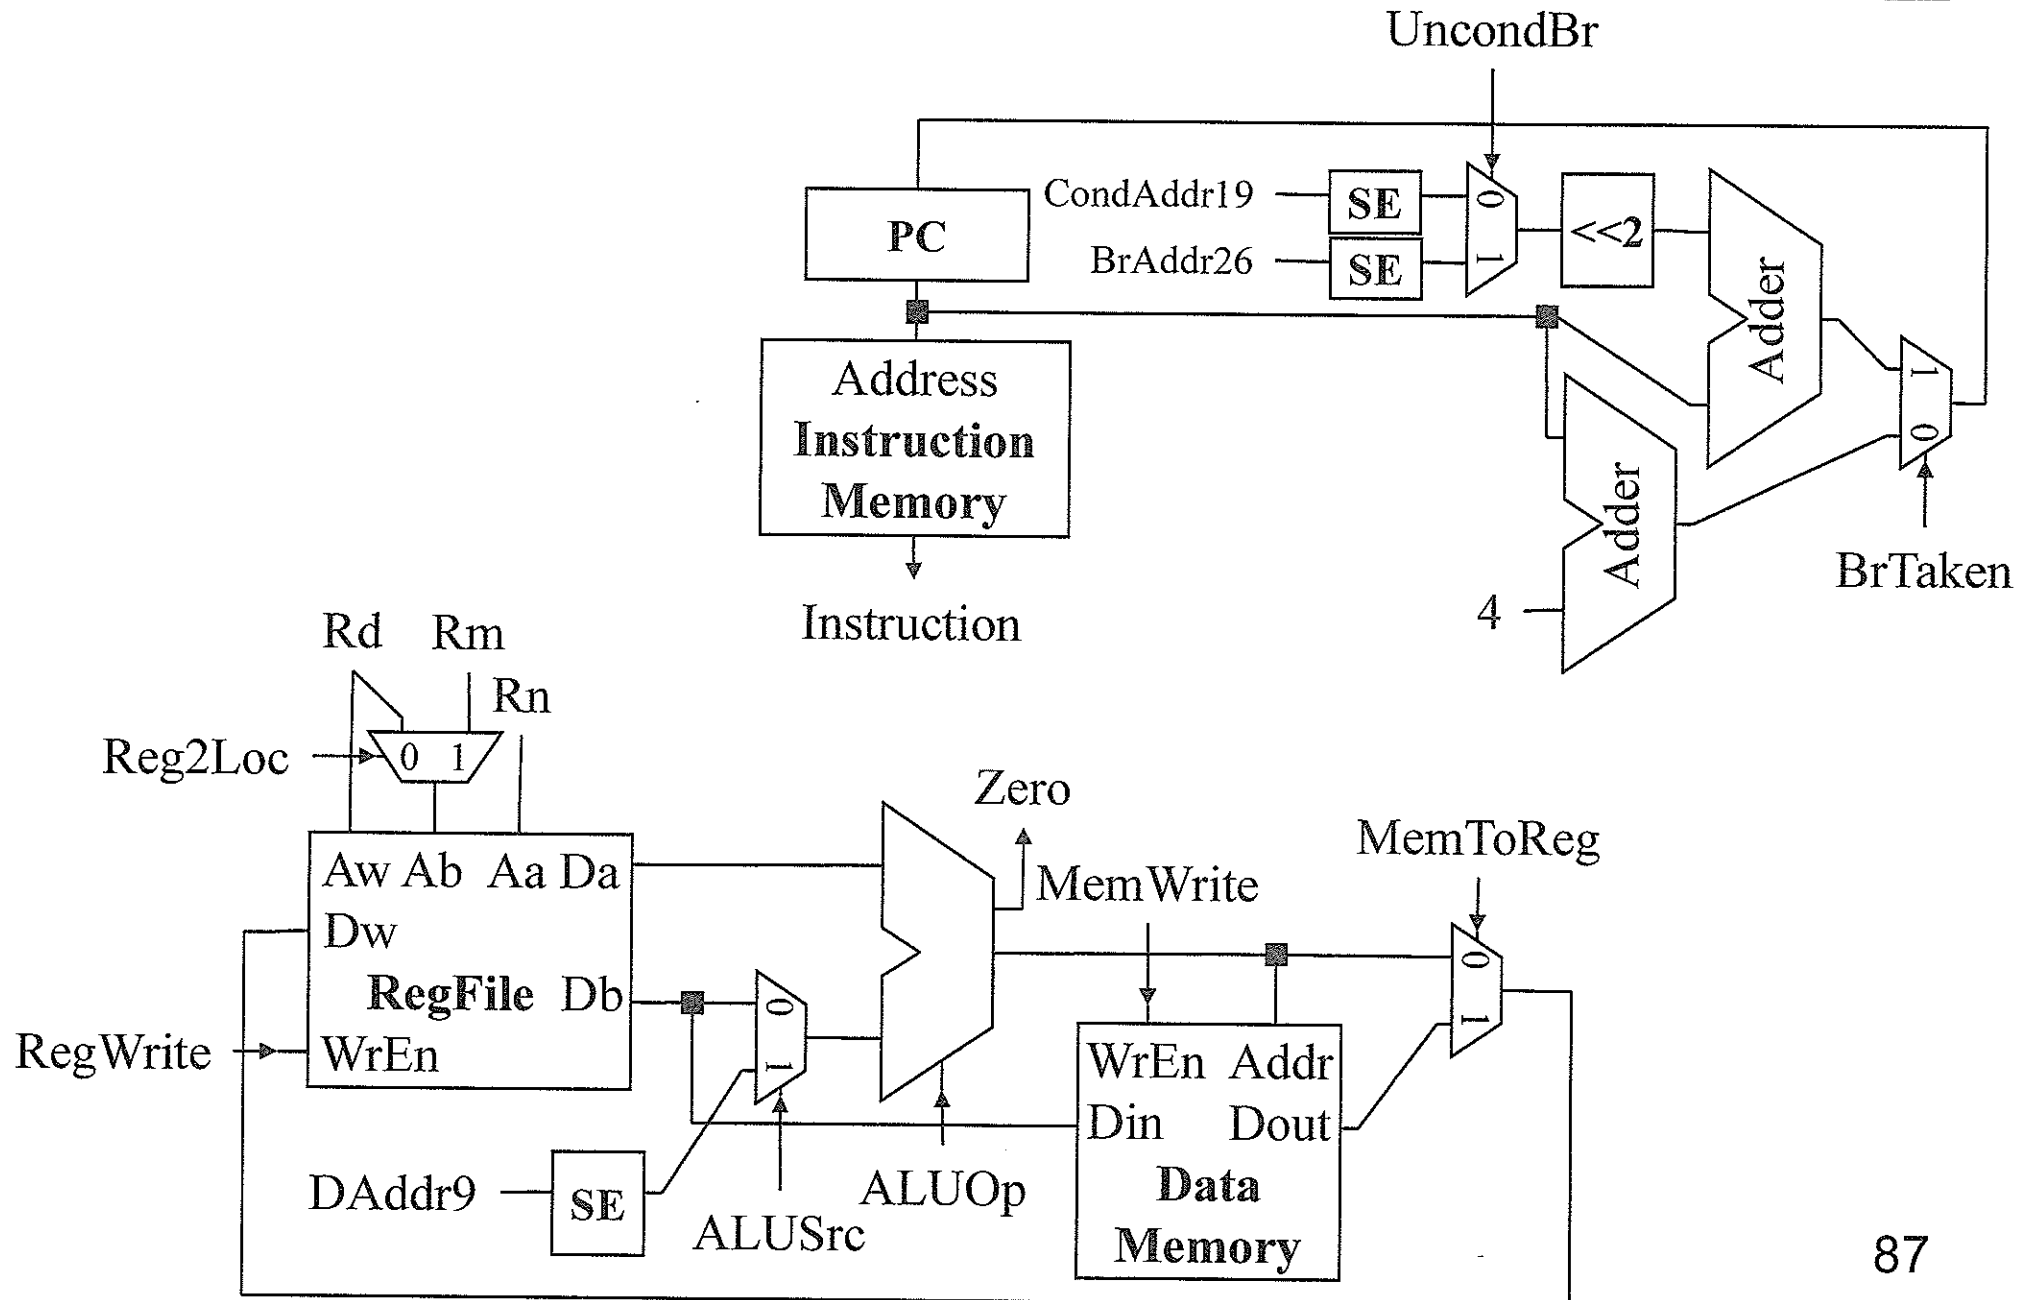 UncondBr
CondAddr19
SE
0
<<2
PC
BrAddr26
SE
1
Adder
Address
Instruction
Memory
1
0
Adder
BrTaken
4
Instruction
Rd
Rm
Rn
Reg2Loc
0 1
Zero
MemToReg
MemWrite
Aw Ab Aa Da
Dw
RegFile Db
0
0
RegWrite
WrEn
1
1
WrEn Addr
Din Dout
Data
Memory
DAddr9
SE
ALUOp
ALUSrc
87